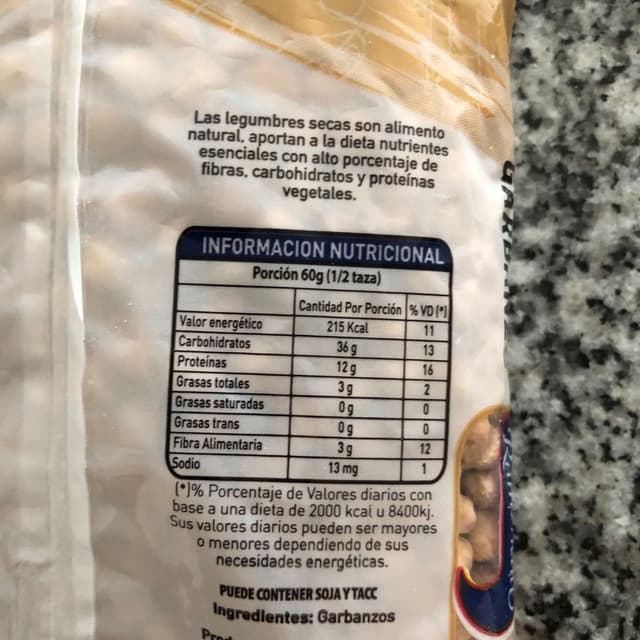 Las legumbres secas son alimento
natural, aportan a la dieta nutrientes
esenciales con alto porcentaje de
fibras, carbohidratos y proteínas
vegetales.
INFORMACION NUTRICIONAL
Porción 60g (1/2 taza)
Cantidad Por Porción % VD (*)
Valor energético 215 Kcal 11
Carbohidratos 36 g 13
Proteínas 12 g 16
Grasas totales 3 g 2
Grasas saturadas 0 g 0
Grasas trans 0 g 0
Fibra Alimentaria 3 g 12
Sodio 13 mg 1
(*)% Porcentaje de Valores diarios con
base a una dieta de 2000 kcal u 8400kj.
Sus valores diarios pueden ser mayores
o menores dependiendo de sus
necesidades energéticas.
PUEDE CONTENER SOJA Y TACC
Ingredientes: Garbanzos